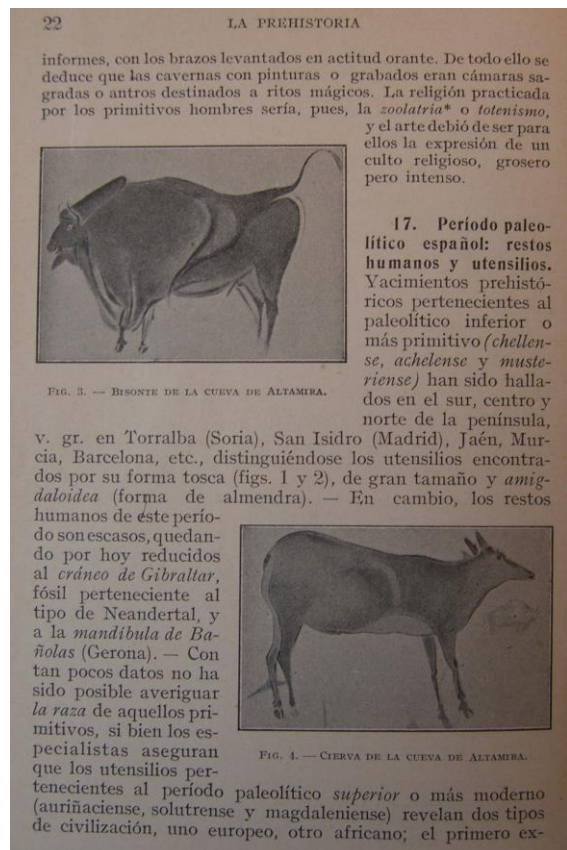 22
LA PREHISTORIA
informes, con los brazos levantados en actitud orante. De todo ello se
deduce que las cavernas con pinturas o grabados eran cámaras sa-
gradas o antros destinados a ritos mágicos. La religión practicada
por los primitivos hombres sería, pues, la zoolatría* o totenismo,
y el arte debió de ser para
ellos la expresión de un
culto religioso, grosero
pero intenso.
FIG. 3. — BISONTE DE LA CUEVA DE ALTAMIRA.
17. Período paleo-
lítico español: restos
humanos y utensilios.
Yacimientos prehistó-
ricos pertenecientes al
paleolítico inferior o
más primitivo (chellen-
se, achelense y muste-
riense) han sido halla-
dos en el sur, centro y
norte de la península,
v. gr. en Torralba (Soria), San Isidro (Madrid), Jaén, Mur-
cia, Barcelona, etc., distinguiéndose los utensilios encontra-
dos por su forma tosca (figs. 1 y 2), de gran tamaño y amig-
daloidea (forma de almendra). — En cambio, los restos
humanos de éste perío-
do son escasos, quedan-
do por hoy reducidos
al cráneo de Gibraltar,
fósil perteneciente al
tipo de Neandertal, y
a la mandíbula de Ba-
ñolas (Gerona). — Con
tan pocos datos no ha
sido posible averiguar
la raza de aquellos pri-
mitivos, si bien los es-
pecialistas aseguran
que los utensilios per-
FIG. 4. — CIERVA DE LA CUEVA DE ALTAMIRA.
tenecientes al período paleolítico superior o más moderno
(auriñaciense, solutrense y magdaleniense) revelan dos tipos
de civilización, uno europeo, otro africano; el primero ex-